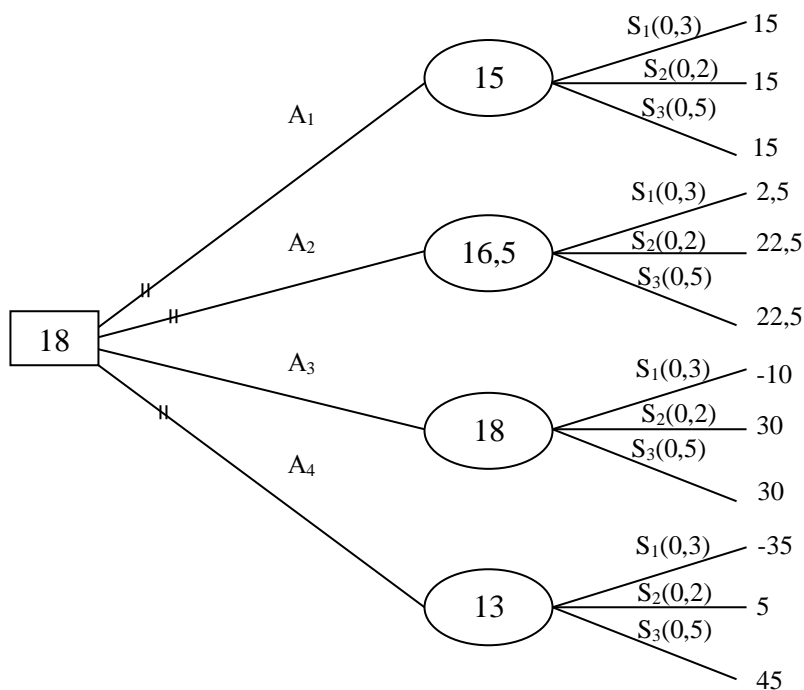 S₁(0,3) 15
15 S₂(0,2) 15
S₃(0,5)
A₁
15
S₁(0,3) 2,5
A₂
16,5 S₂(0,2) 22,5
S₃(0,5)
22,5
18
A₃
S₁(0,3) -10
18 S₂(0,2) 30
S₃(0,5)
A₄
30
S₁(0,3) -35
13 S₂(0,2) 5
S₃(0,5)
45